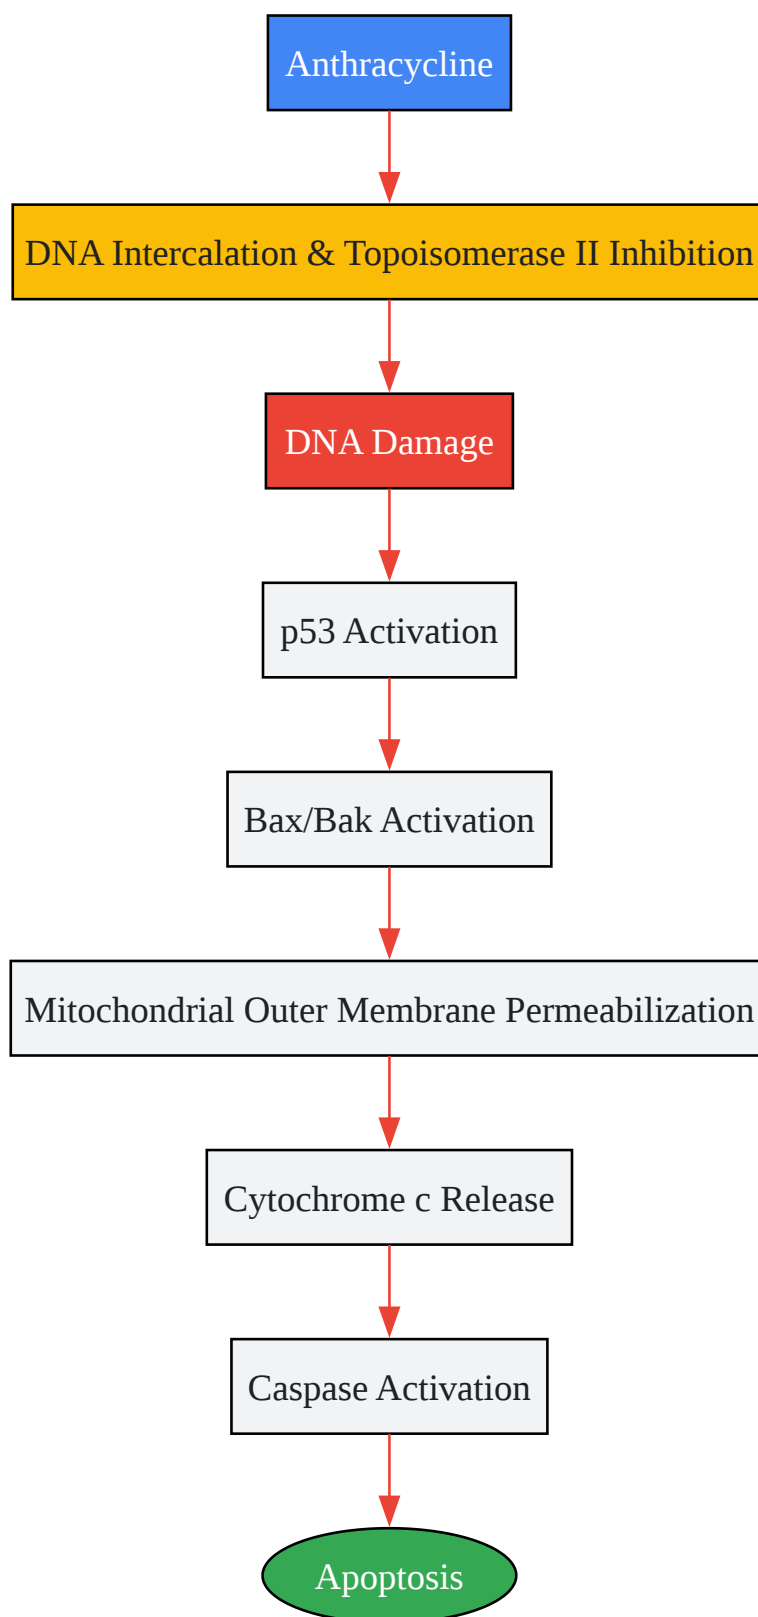 Anthracycline
DNA Intercalation & Topoisomerase II Inhibition
DNA Damage
p53 Activation
Bax/Bak Activation
Mitochondrial Outer Membrane Permeabilization
Cytochrome c Release
Caspase Activation
Apoptosis